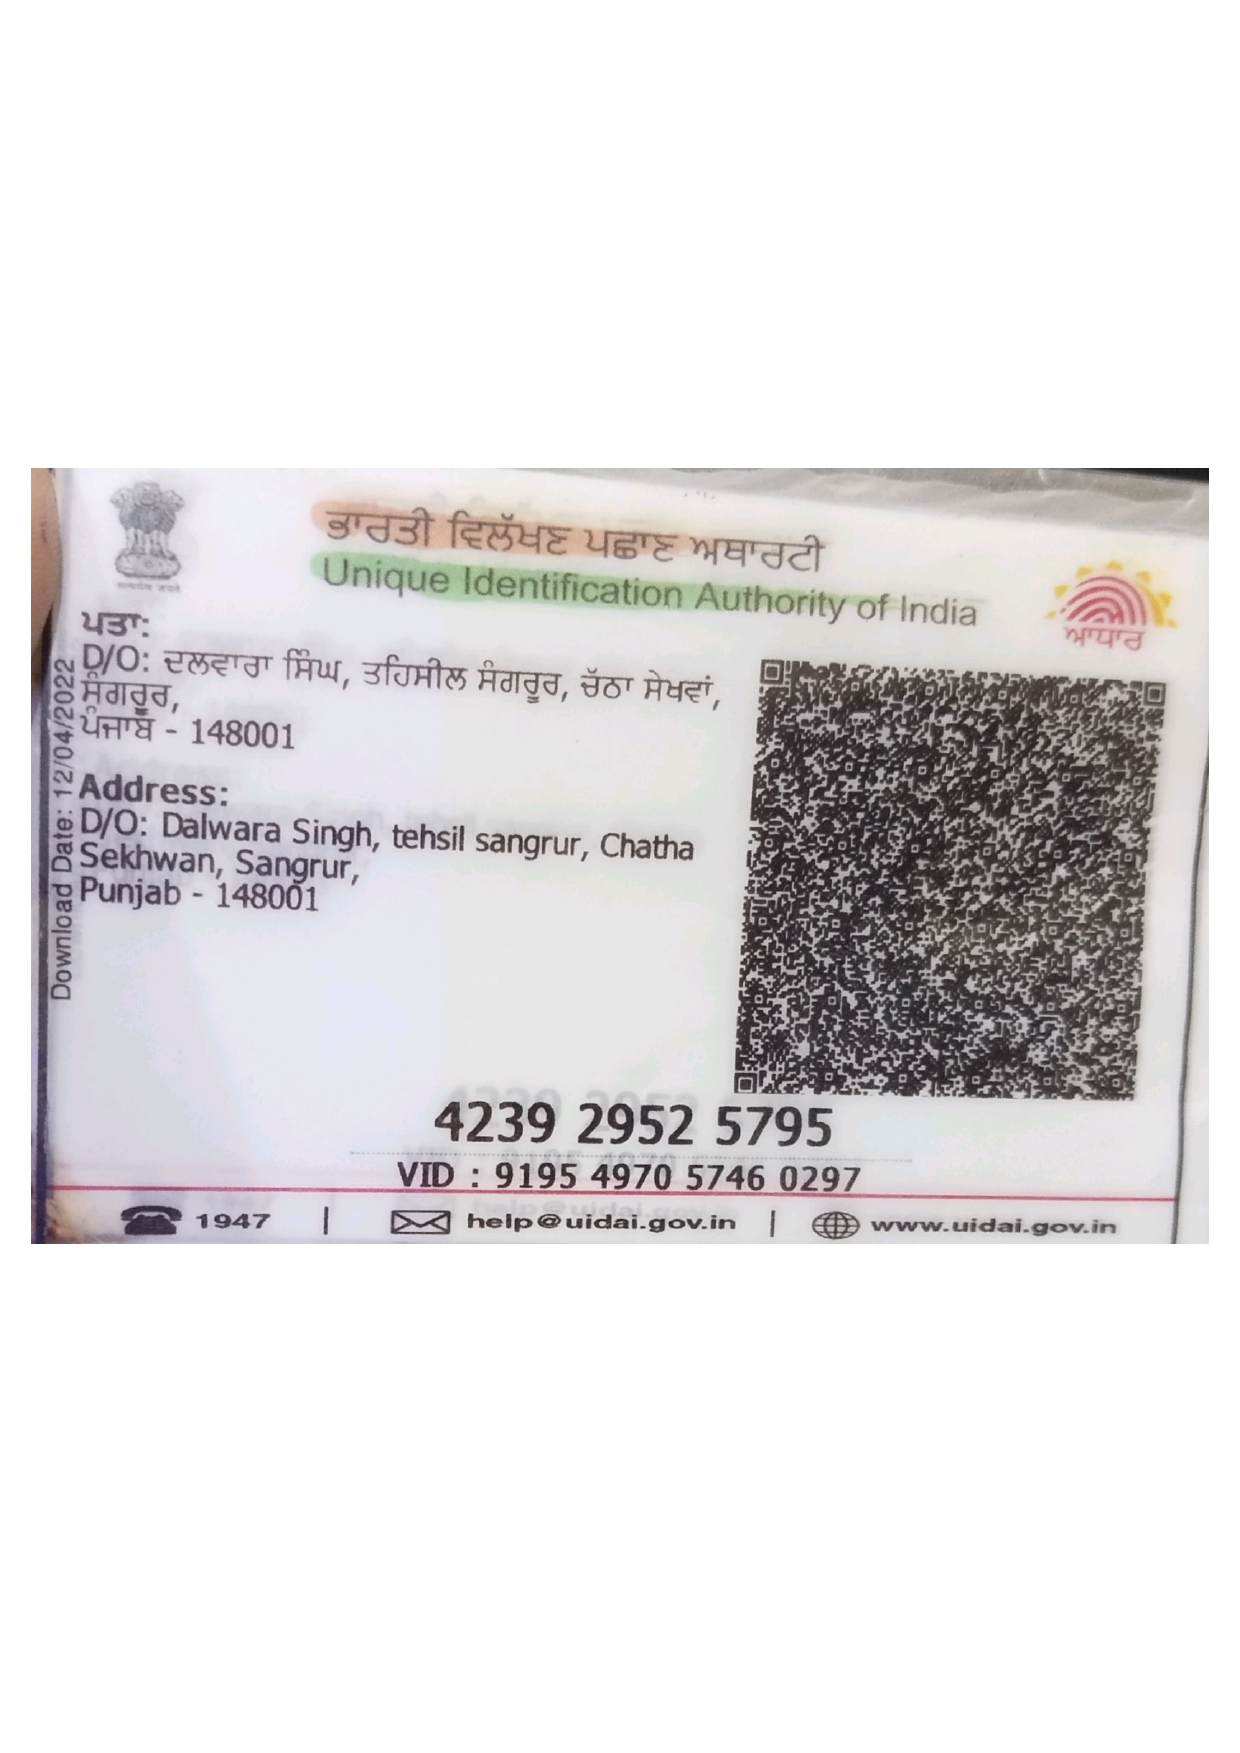 ਭਾਰਤੀ ਵਿਲੱਖਣ ਪਛਾਣ ਅਥਾਰਟੀ
Unique Identification Authority of India
ਆਧਾਰ
ਪਤਾ:
D/O: ਦਲਵਾਰਾ ਸਿੰਘ, ਤਹਿਸੀਲ ਸੰਗਰੂਰ, ਚੱਠਾ ਸੇਖਵਾਂ,
ਸੰਗਰੂਰ,
ਪੰਜਾਬ - 148001
Address:
D/O: Dalwara Singh, tehsil sangrur, Chatha
Sekhwan, Sangrur,
Punjab - 148001
Download Date: 12/04/2022
4239 2952 5795
VID : 9195 4970 5746 0297
1947 | help@uidai.gov.in | www.uidai.gov.in